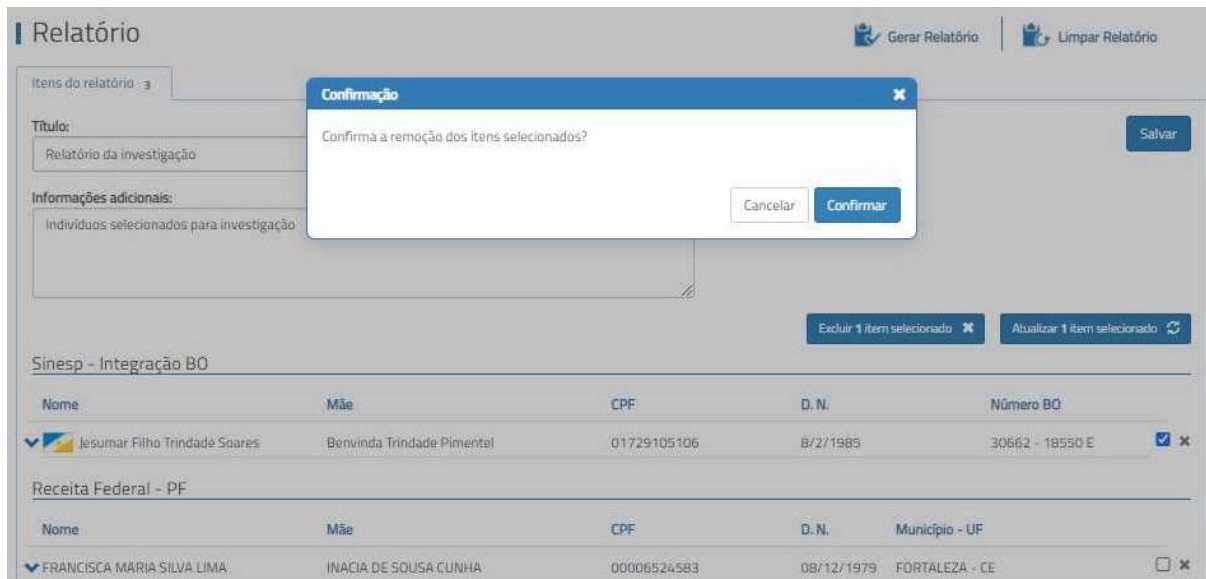 Relatório
Gerar Relatório
Limpar Relatório
Itens do relatório 3
Confirmação
Título:
Confirma a remoção dos itens selecionados?
Salvar
Relatório da investigação
Informações adicionais:
Cancelar
Confirmar
Indivíduos selecionados para investigação
Excluir 1 item selecionado
Atualizar 1 item selecionado
Sinesp - Integração BO
Nome Mãe CPF D. N. Número BO
Jesumar Filho Trindade Soares Benvinda Trindade Pimentel 01729105106 8/2/1985 30662 - 18550 E
Receita Federal - PF
Nome Mãe CPF D. N. Município - UF
FRANCISCA MARIA SILVA LIMA INACIA DE SOUSA CUNHA 00006524583 08/12/1979 FORTALEZA - CE